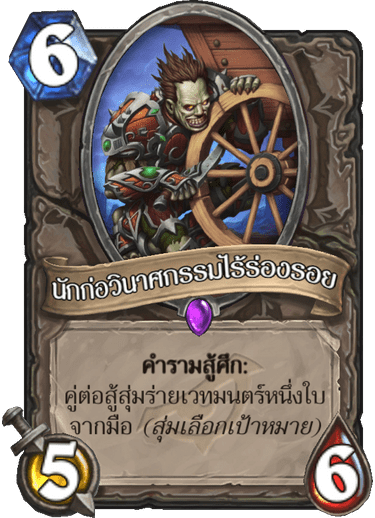 6
นักก่อวินาศกรรมไร้ร่องรอย
คำรามสู้ศึก:
คู่ต่อสู้สุ่มร่ายเวทมนตร์หนึ่งใบ
จากมือ (สุ่มเลือกเป้าหมาย)
5
6